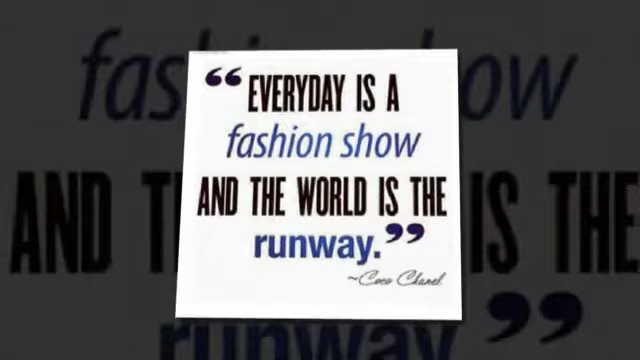 “ EVERYDAY IS A
fashion show
AND THE WORLD IS THE
runway. ”
~Coco Chanel